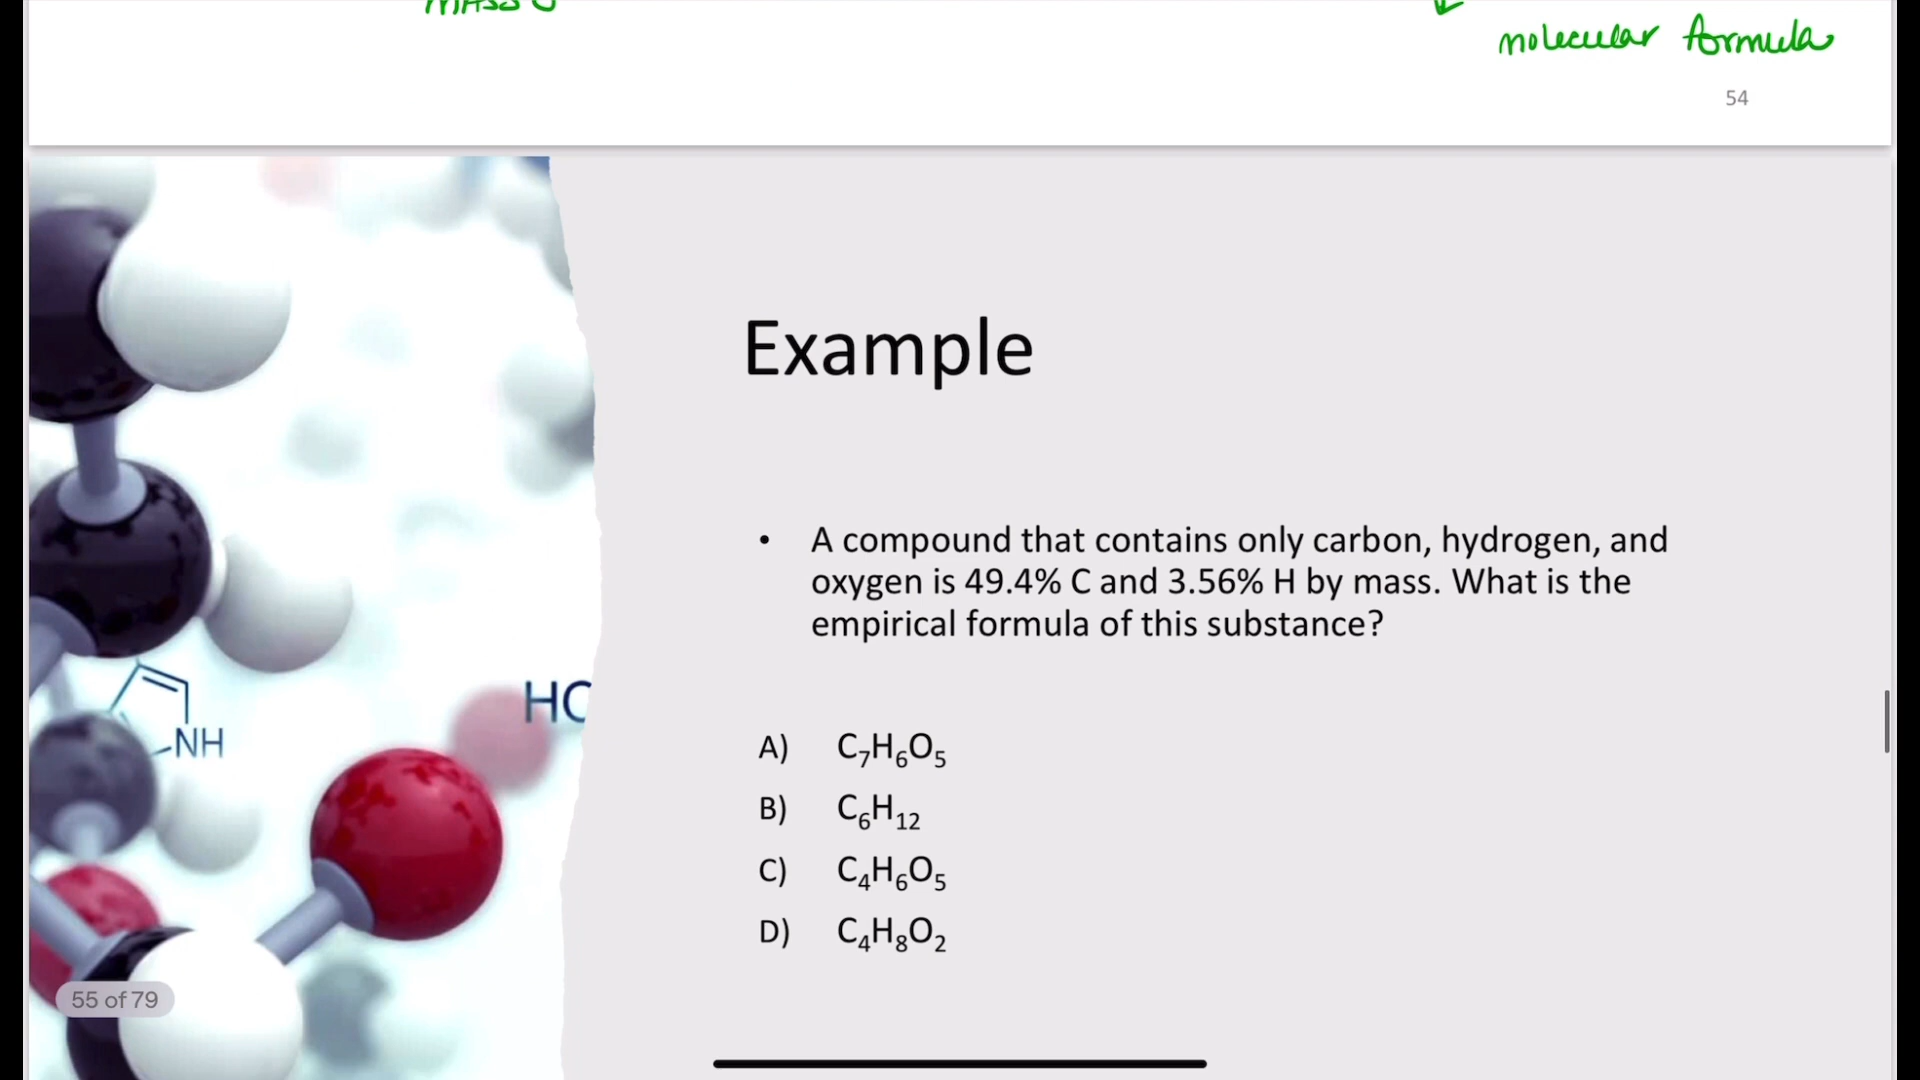 molecular formula
54
Example
• A compound that contains only carbon, hydrogen, and
oxygen is 49.4% C and 3.56% H by mass. What is the
empirical formula of this substance?
HO
NH
A) C₇H₆O₅
B) C₆H₁₂
C) C₄H₆O₅
D) C₄H₈O₂
55 of 79